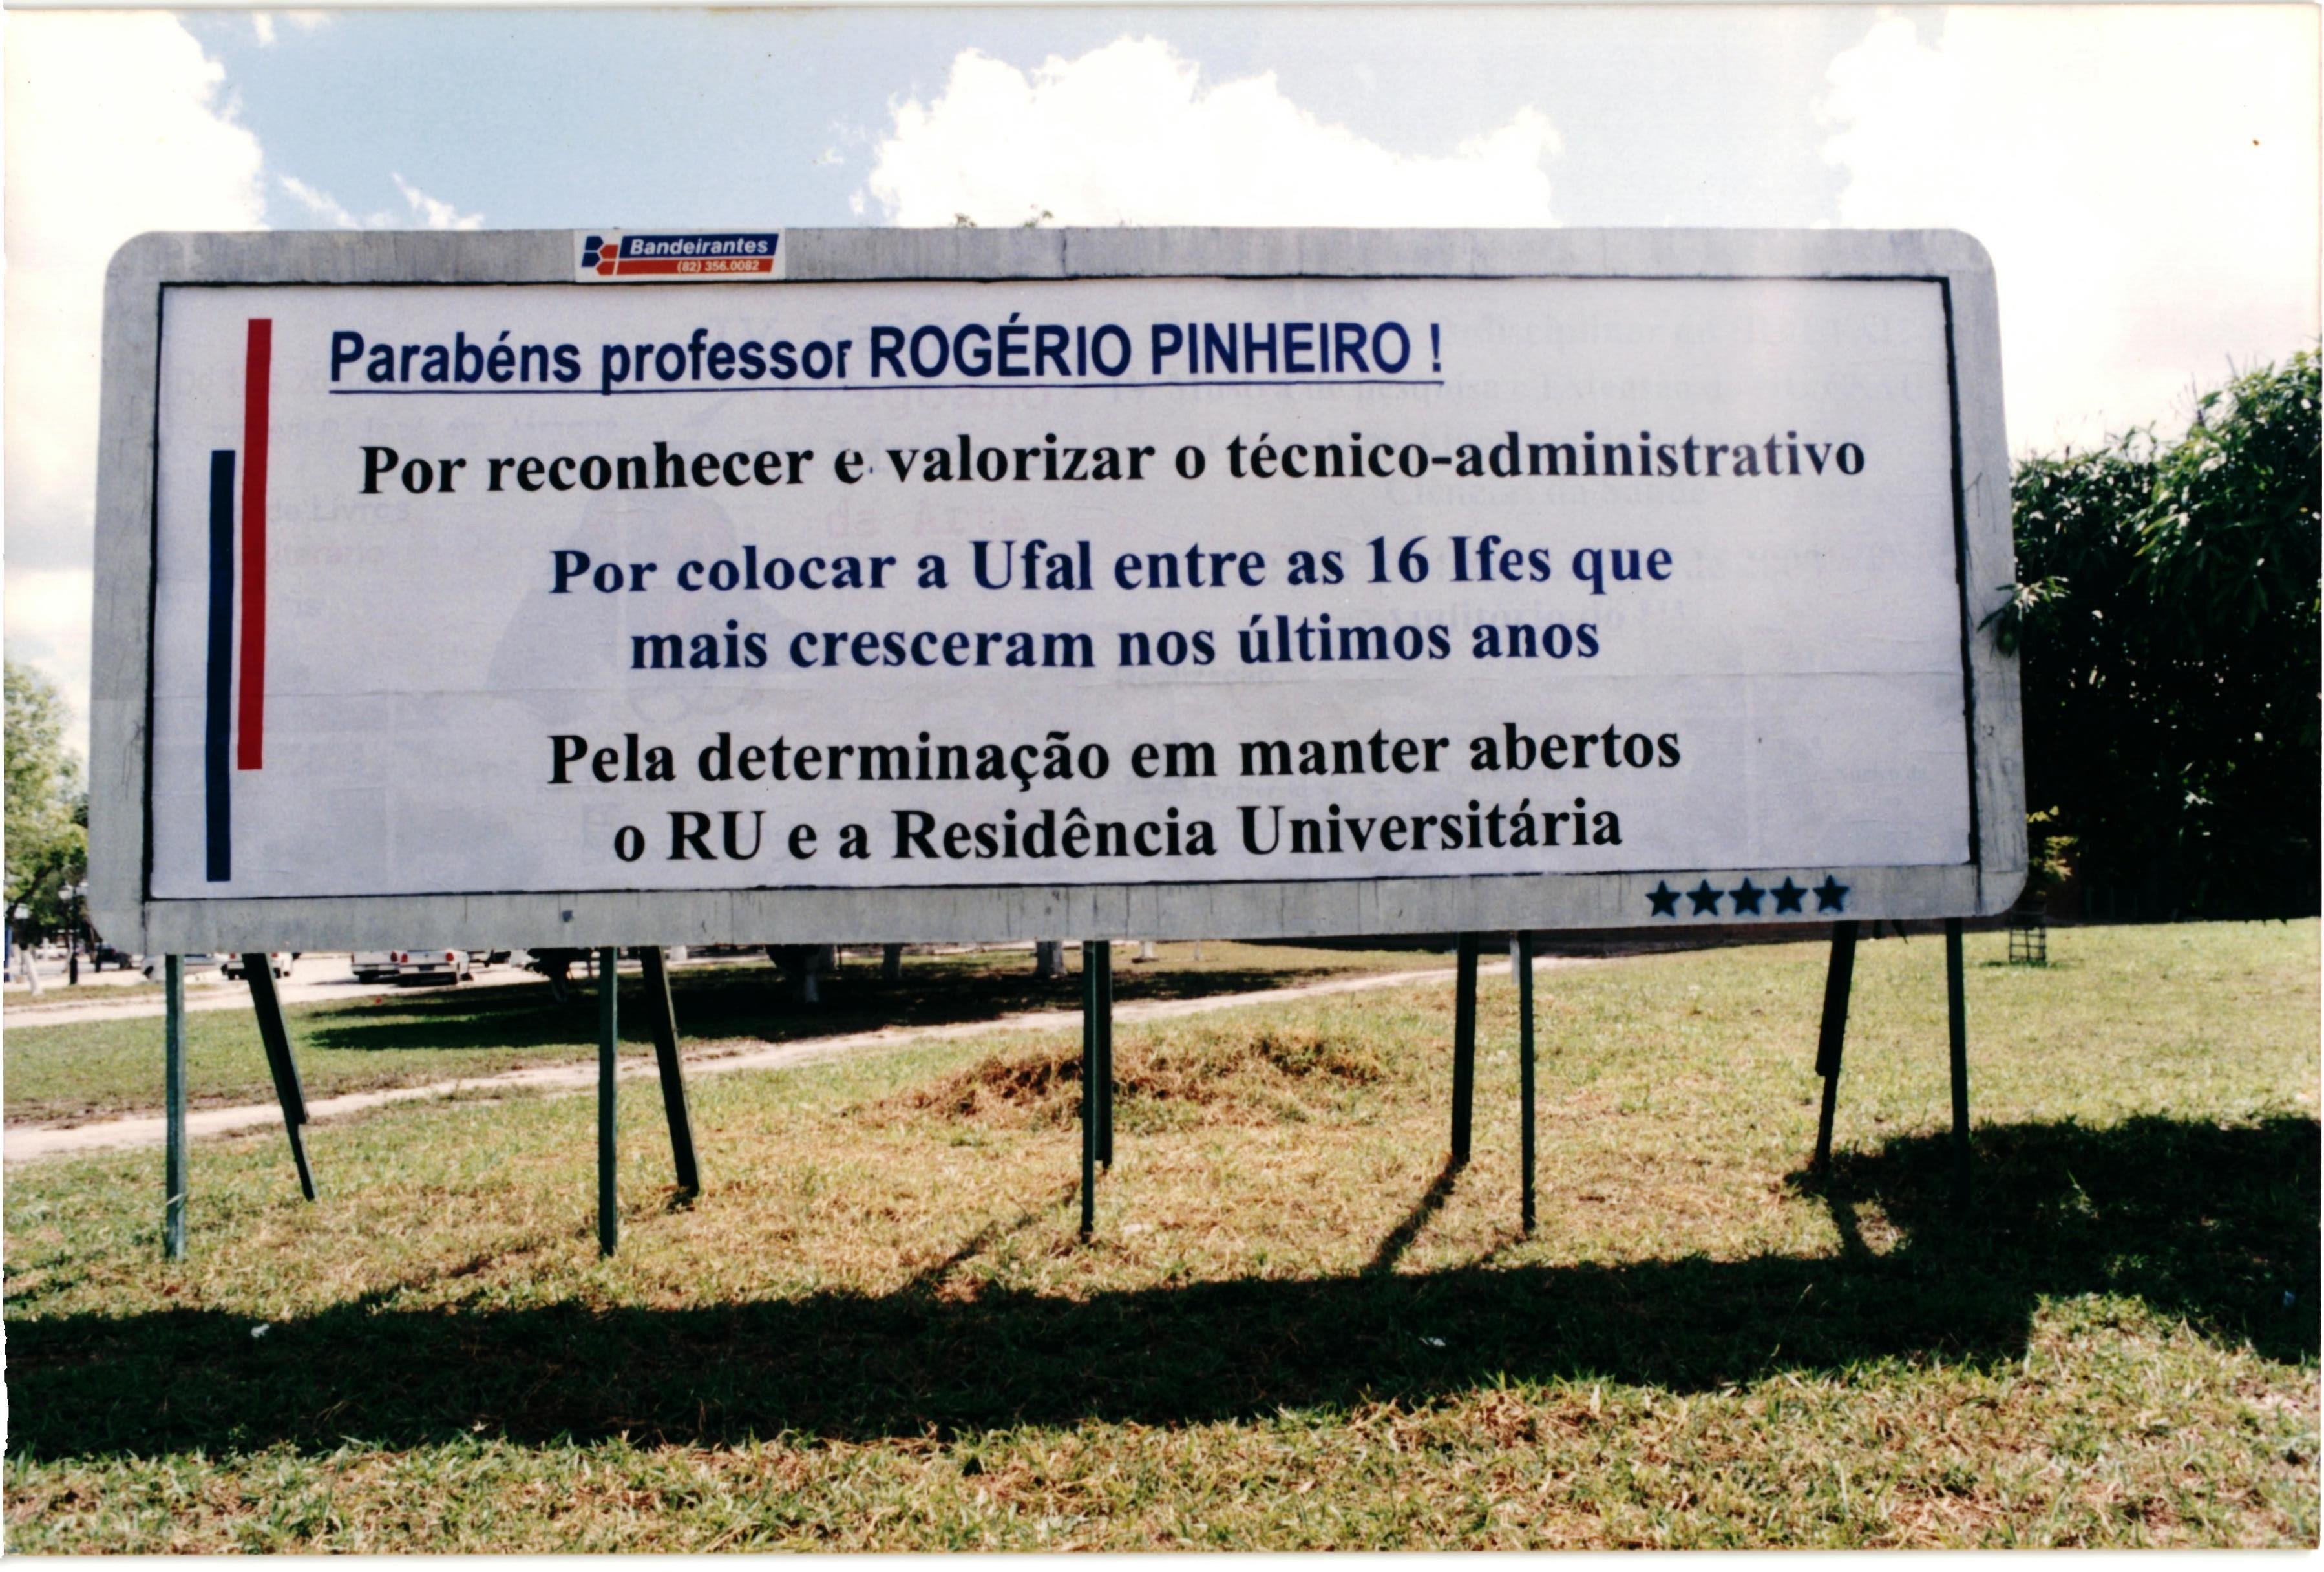 Bandeirantes
(82) 356.0082
Parabéns professor ROGÉRIO PINHEIRO !
Por reconhecer e valorizar o técnico-administrativo
Por colocar a Ufal entre as 16 Ifes que
mais cresceram nos últimos anos
Pela determinação em manter abertos
o RU e a Residência Universitária